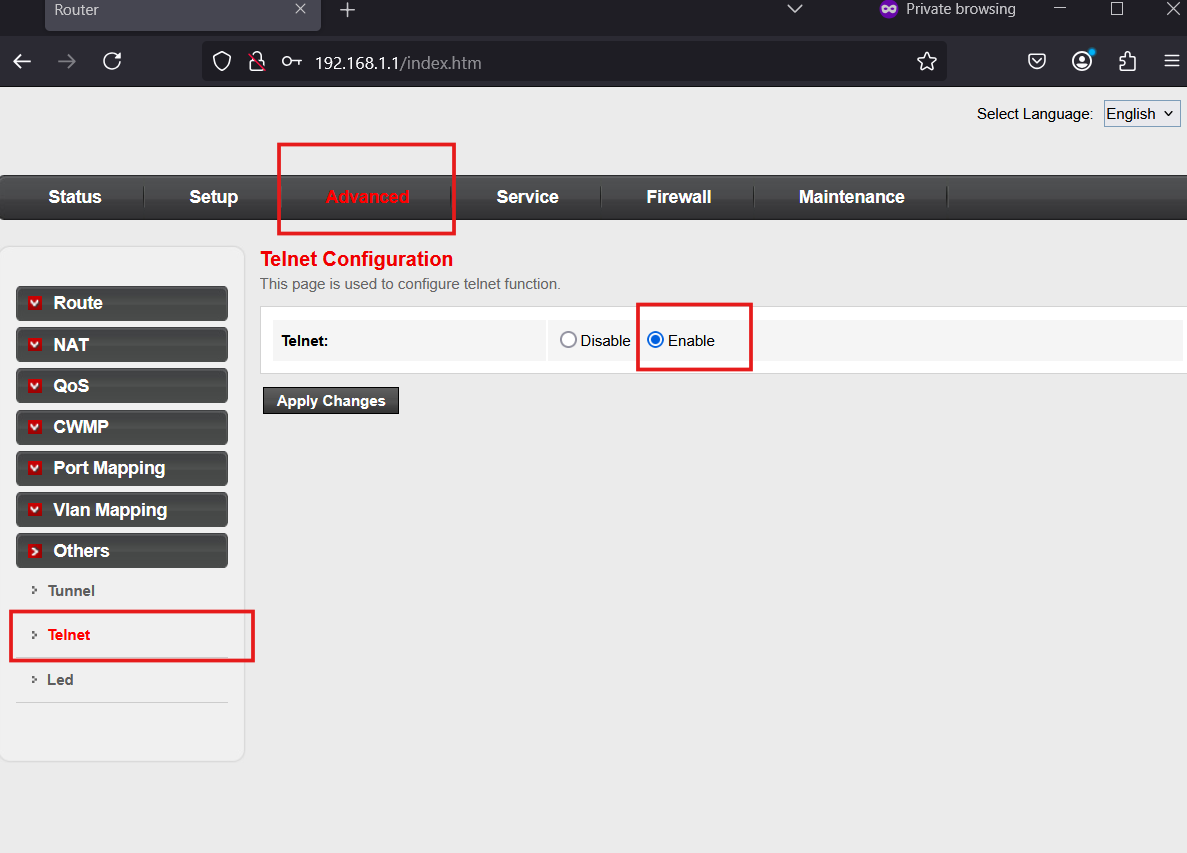 Router
Private browsing
192.168.1.1/index.htm
Select Language: English
Status Setup Advanced Service Firewall Maintenance
Telnet Configuration
This page is used to configure telnet function.
Route
NAT
QoS
CWMP
Port Mapping
Vlan Mapping
Others
Tunnel
Telnet
Led
Telnet: Disable Enable
Apply Changes